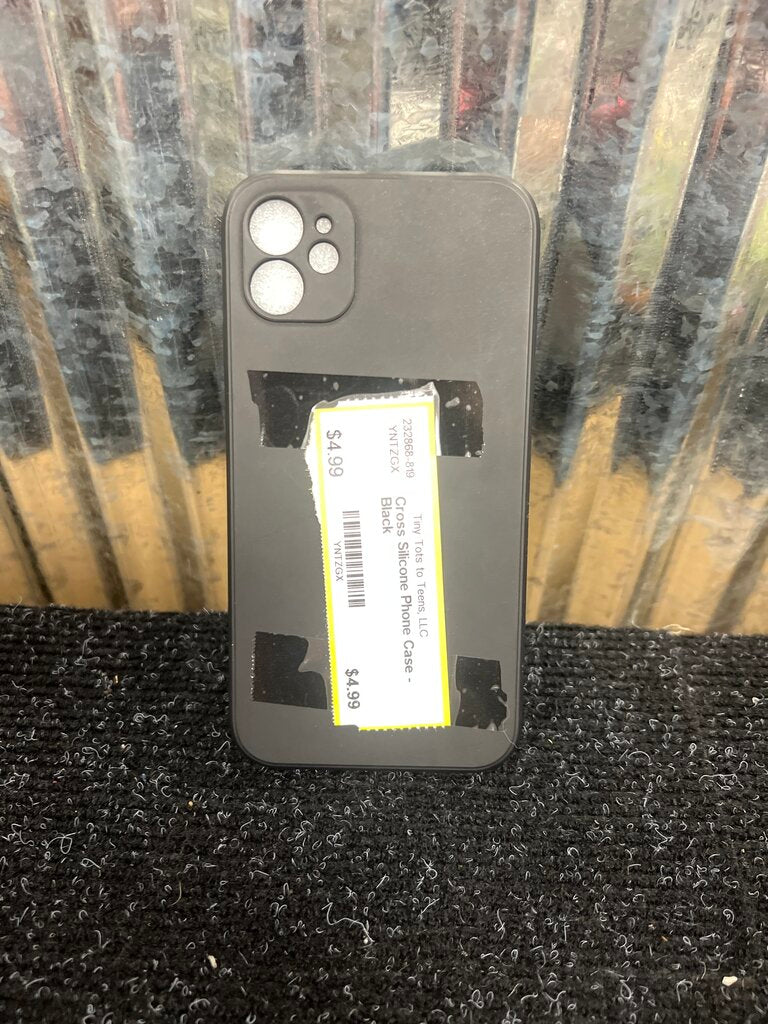 232868-819
YNTZGX
Tiny Tots to Teens, LLC
Cross Silicone Phone Case -
Black
$4.99
YNTZGX
$4.99